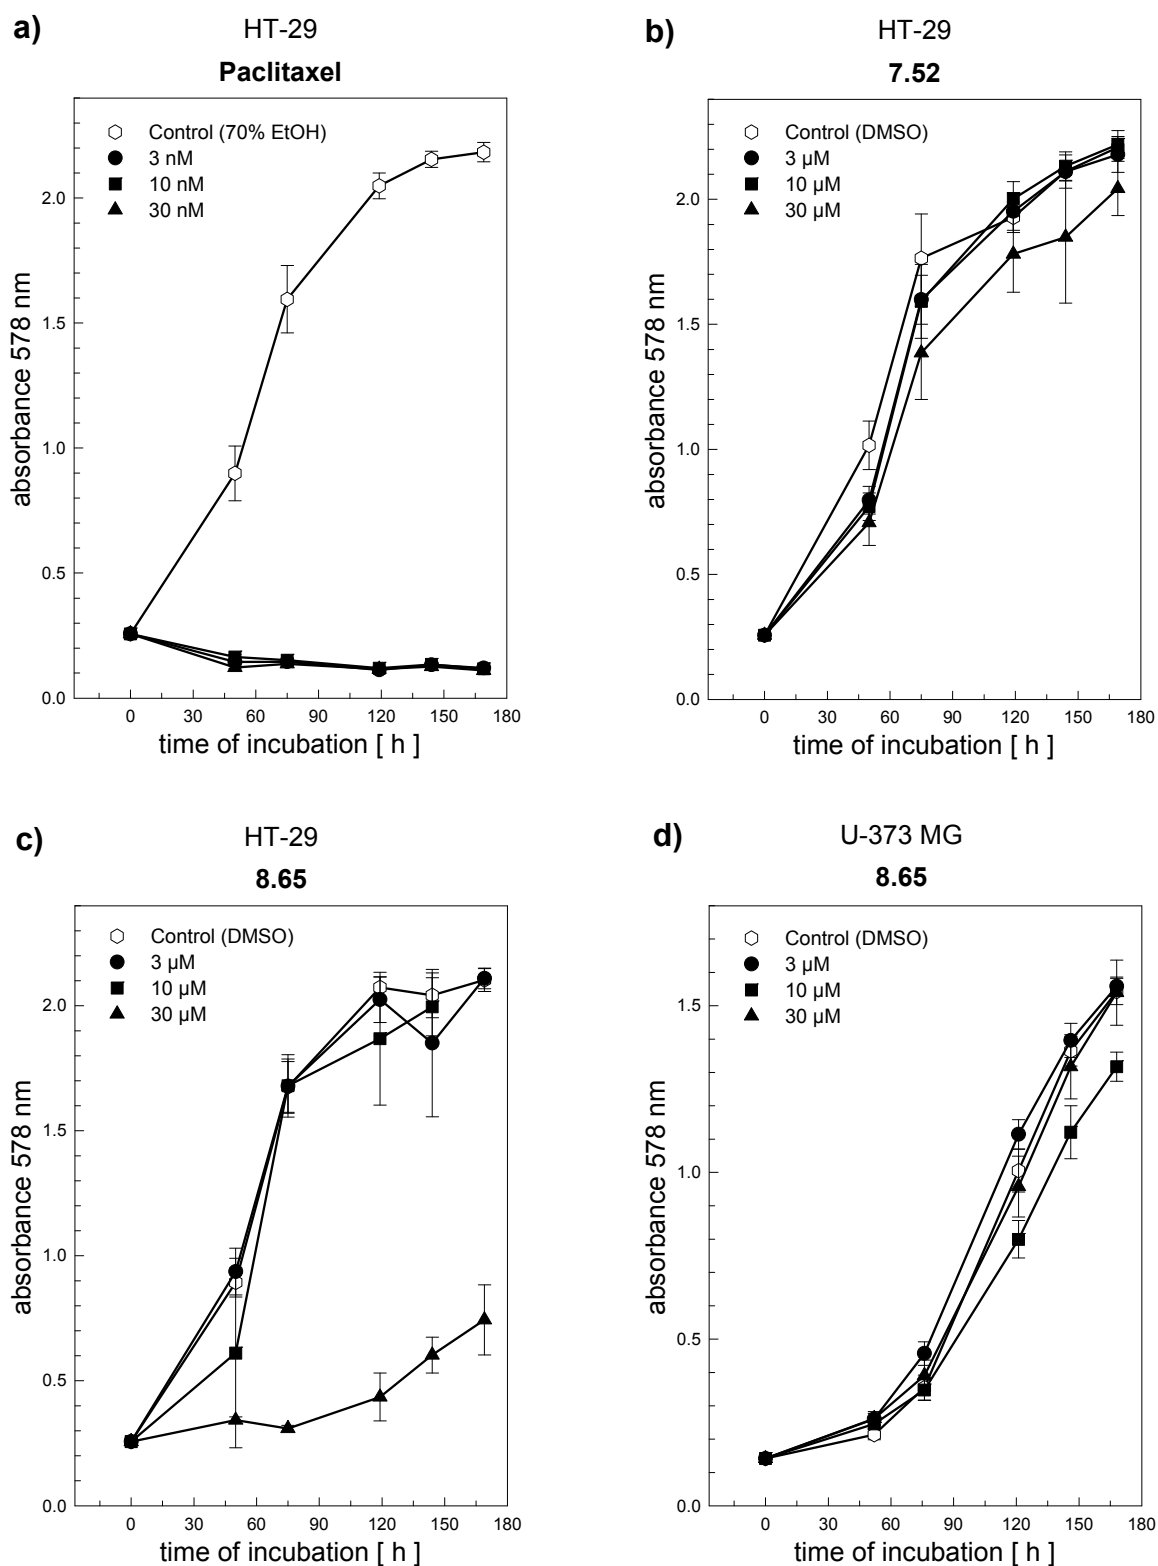 a)
HT-29
Paclitaxel
Control (70% EtOH)
3 nM
10 nM
30 nM
absorbance 578 nm
2.0
1.5
1.0
0.5
0.0
0 30 60 90 120 150 180
time of incubation [ h ]
b)
HT-29
7.52
Control (DMSO)
3 µM
10 µM
30 µM
absorbance 578 nm
2.0
1.5
1.0
0.5
0.0
0 30 60 90 120 150 180
time of incubation [ h ]
c)
HT-29
8.65
Control (DMSO)
3 µM
10 µM
30 µM
absorbance 578 nm
2.0
1.5
1.0
0.5
0.0
0 30 60 90 120 150 180
time of incubation [ h ]
d)
U-373 MG
8.65
Control (DMSO)
3 µM
10 µM
30 µM
absorbance 578 nm
1.5
1.0
0.5
0.0
0 30 60 90 120 150 180
time of incubation [ h ]